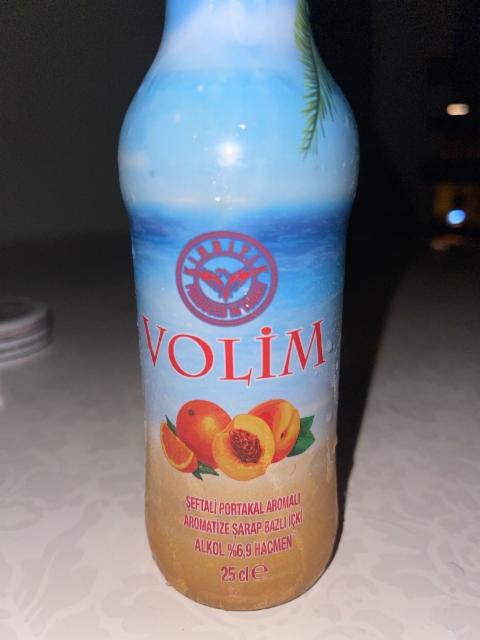 VOLİM
ŞEFTALİ PORTAKAL AROMALI
AROMATİZE ŞARAP BAZLI İÇKİ
ALKOL %6,9 HACMEN
25 cl e